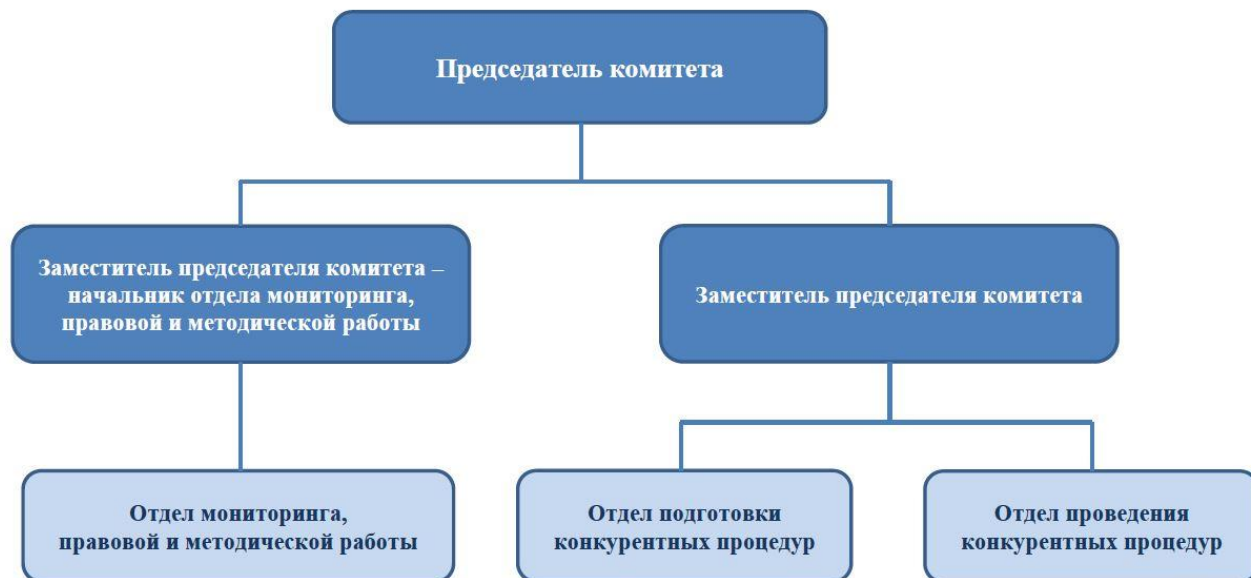 Председатель комитета
Заместитель председателя комитета –
начальник отдела мониторинга,
правовой и методической работы
Заместитель председателя комитета
Отдел мониторинга,
правовой и методической работы
Отдел подготовки
конкурентных процедур
Отдел проведения
конкурентных процедур